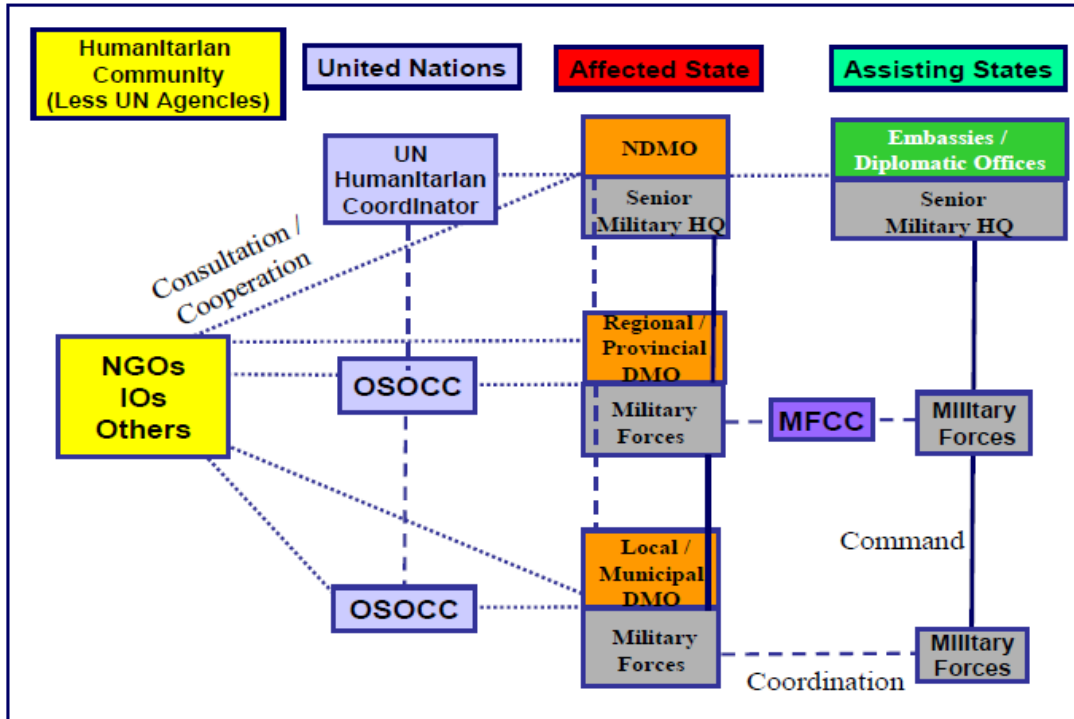 Humanitarian
Community
(Less UN Agencies)
United Nations
Affected State
Assisting States
UN
Humanitarian
Coordinator
NDMO
Senior
Military HQ
Embassies /
Diplomatic Offices
Senior
Military HQ
Consultation /
Cooperation
NGOs
IOs
Others
OSOCC
Regional /
Provincial
DMO
Military
Forces
MFCC
Military
Forces
Command
OSOCC
Local /
Municipal
DMO
Military
Forces
Coordination
Military
Forces